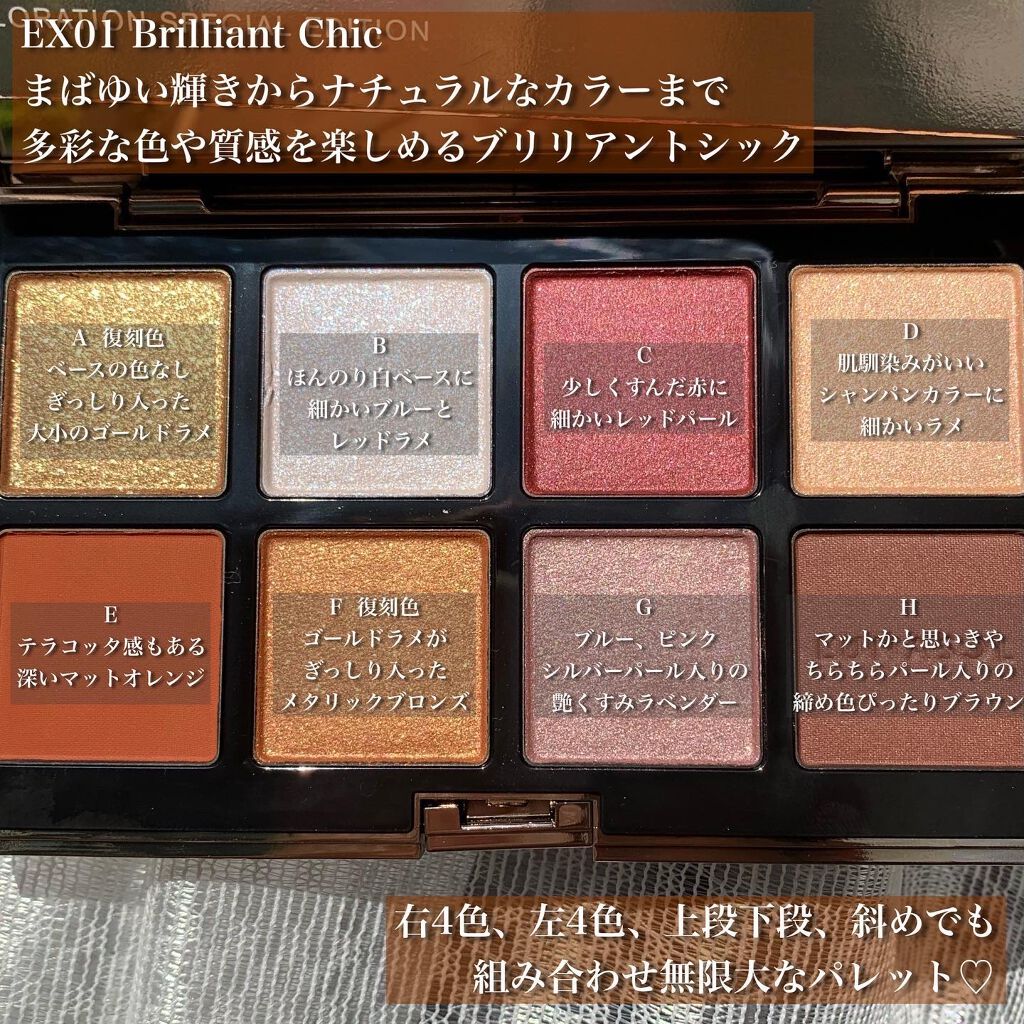 ORATION SPECIAL EDITION
EX01 Brilliant Chic
まばゆい輝きからナチュラルなカラーまで
多彩な色や質感を楽しめるブリリアントシック
A 復刻色
ベースの色なし
ぎっしり入った
大小のゴールドラメ
B
ほんのり白ベースに
細かいブルーと
レッドラメ
C
少しくすんだ赤に
細かいレッドパール
D
肌馴染みがいい
シャンパンカラーに
細かいラメ
E
テラコッタ感もある
深いマットオレンジ
F 復刻色
ゴールドラメが
ぎっしり入った
メタリックブロンズ
G
ブルー、ピンク
シルバーパール入りの
艶くすみラベンダー
H
マットかと思いきや
ちらちらパール入りの
締め色ぴったりブラウン
右4色、左4色、上段下段、斜めでも
組み合わせ無限大なパレット♡